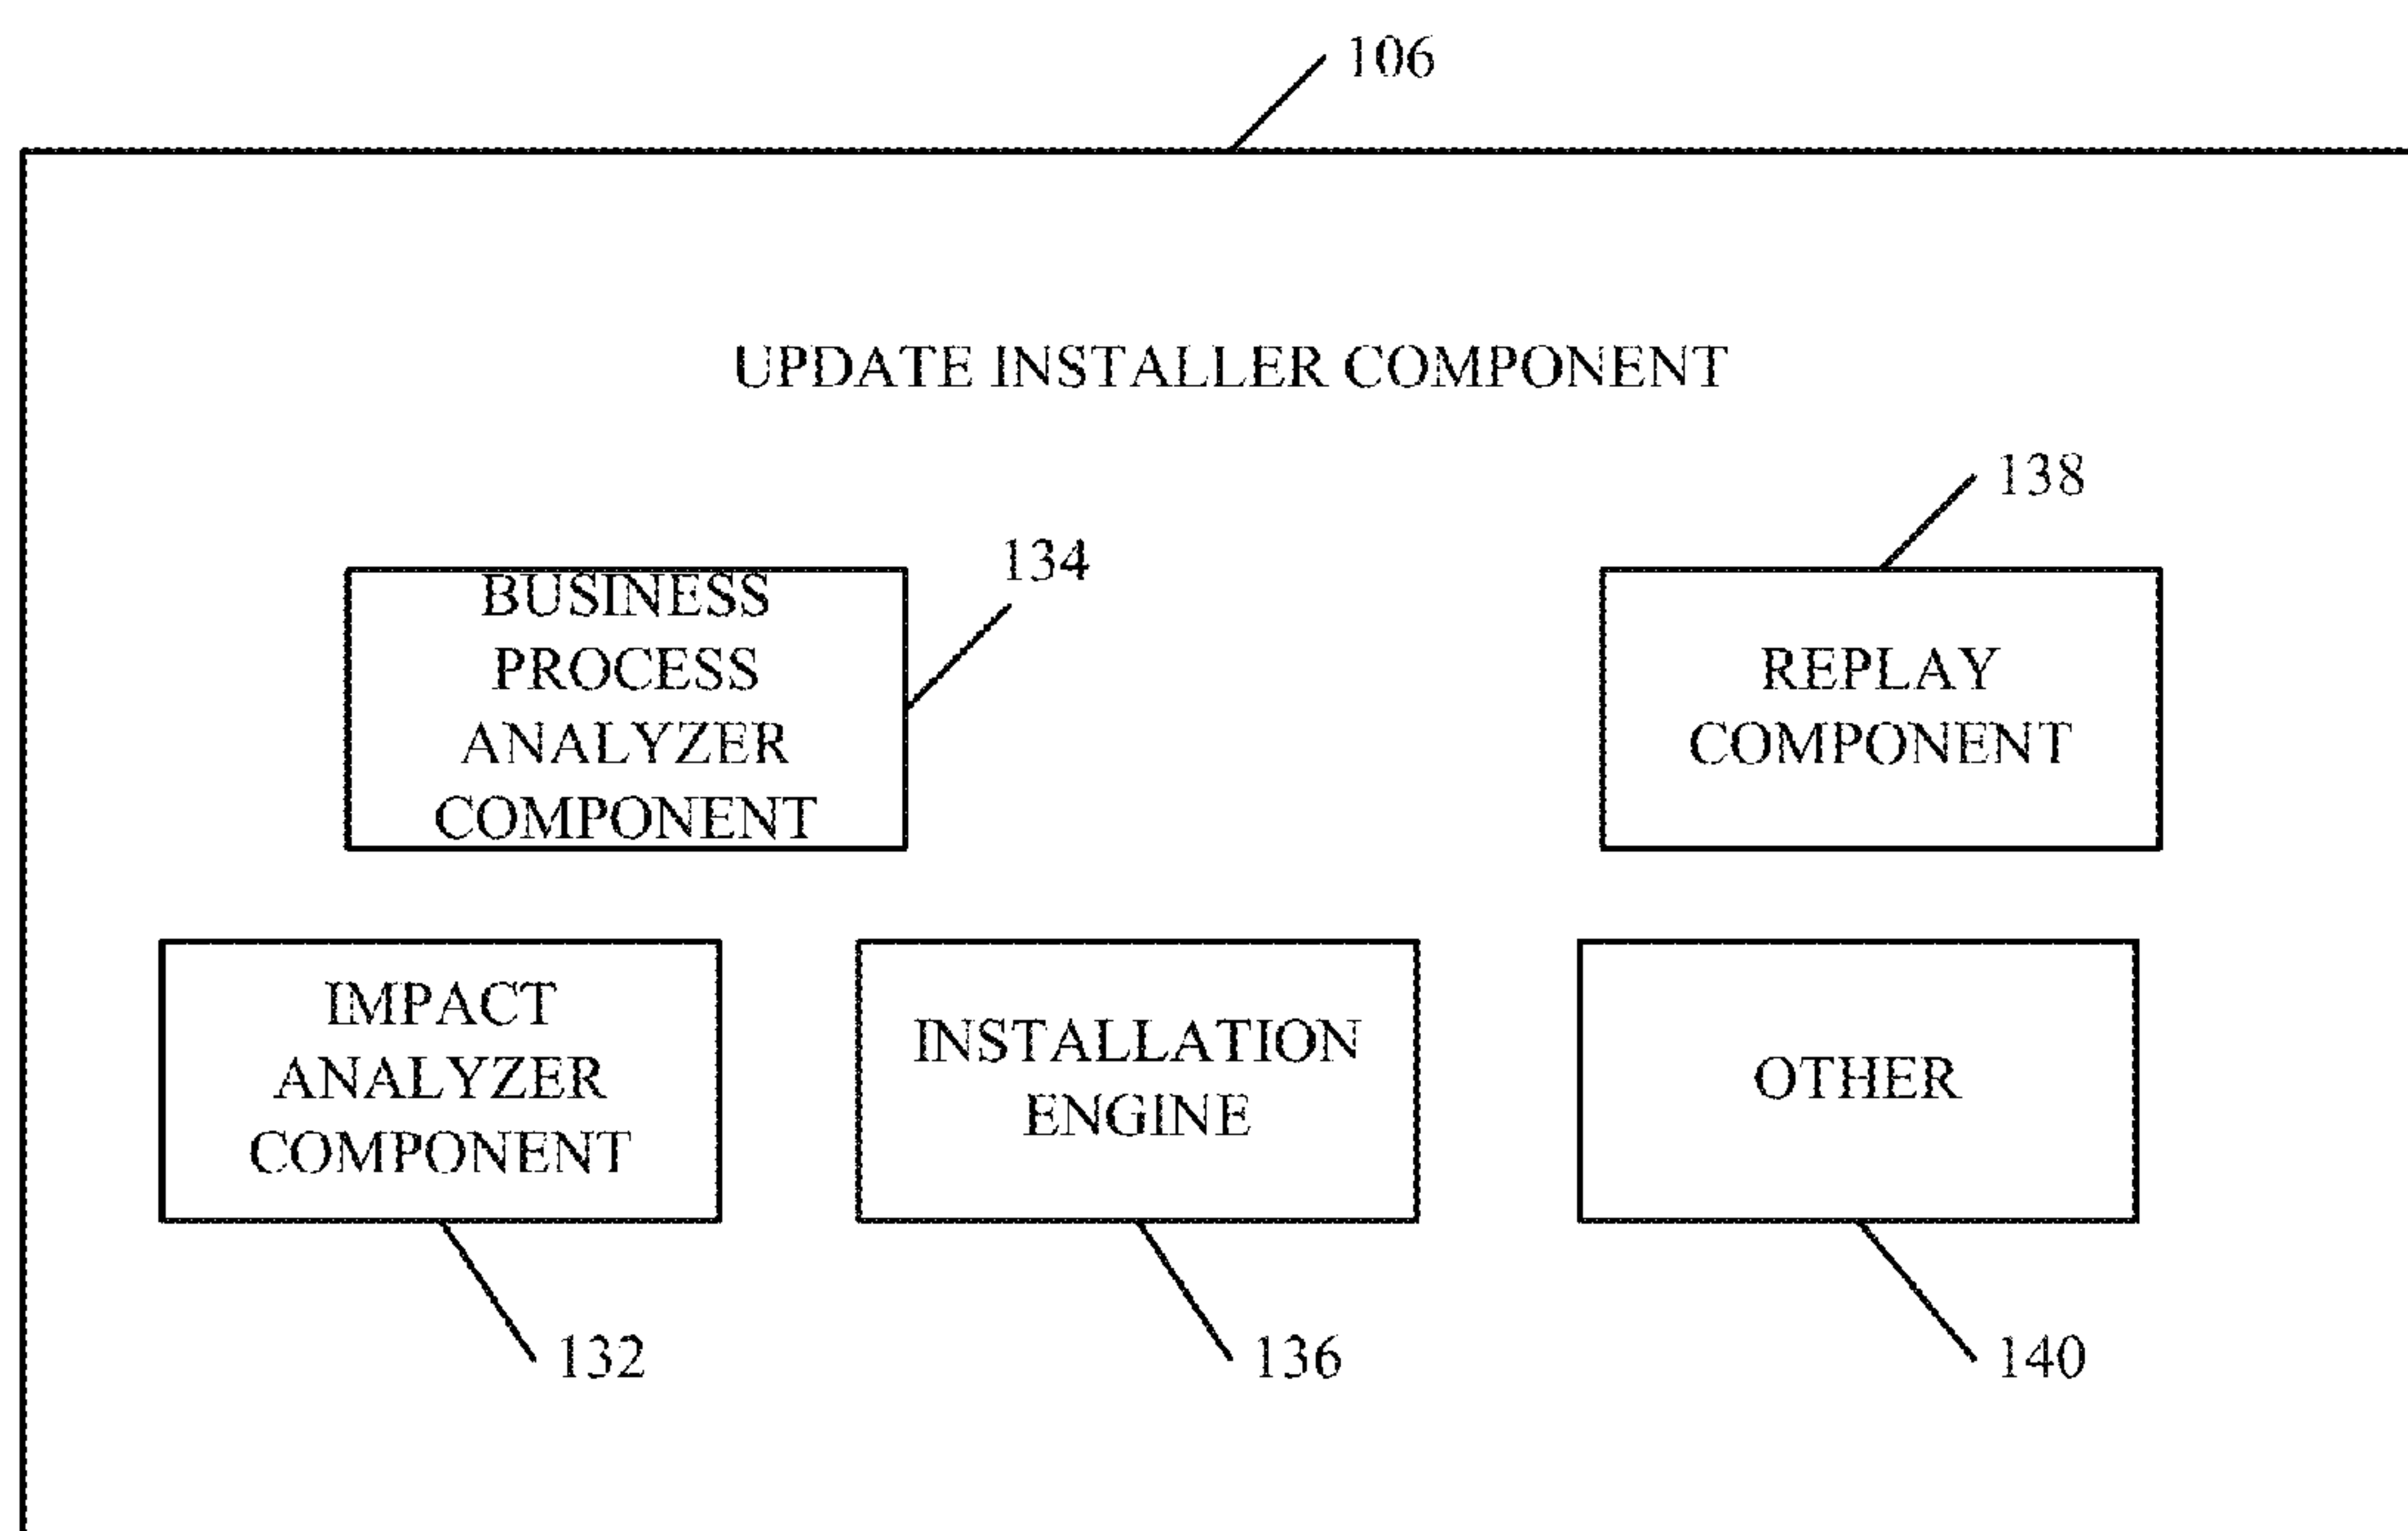 106
UPDATE INSTALLER COMPONENT
138
134
BUSINESS
PROCESS
ANALYZER
COMPONENT
REPLAY
COMPONENT
IMPACT
ANALYZER
COMPONENT
INSTALLATION
ENGINE
OTHER
132
136
140